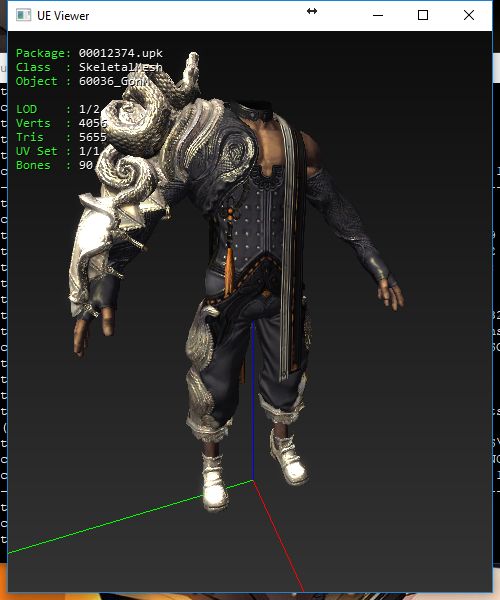 UE Viewer
Package: 00012374.upk
Class : SkeletalMesh
Object : 60036_GonM
LOD : 1/2
Verts : 4056
Tris : 5655
UV Set : 1/1
Bones : 90